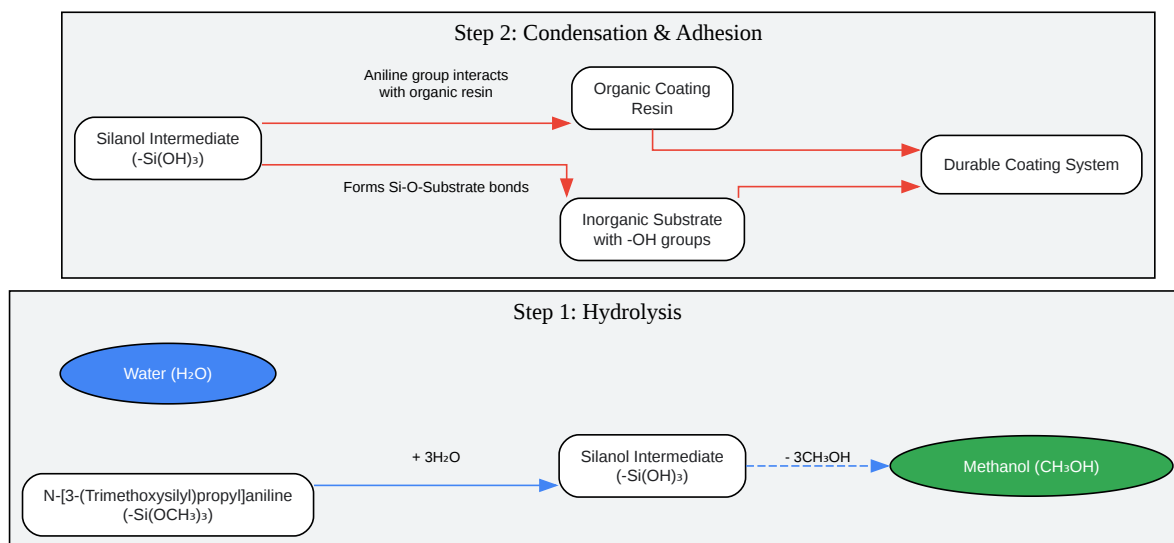 Step 2: Condensation & Adhesion
Aniline group interacts
with organic resin
Organic Coating
Resin
Silanol Intermediate
(-Si(OH)₃)
Durable Coating System
Forms Si-O-Substrate bonds
Inorganic Substrate
with -OH groups
Step 1: Hydrolysis
Water (H₂O)
+ 3H₂O
Silanol Intermediate
(-Si(OH)₃)
- 3CH₃OH
Methanol (CH₃OH)
N-[3-(Trimethoxysilyl)propyl]aniline
(-Si(OCH₃)₃)